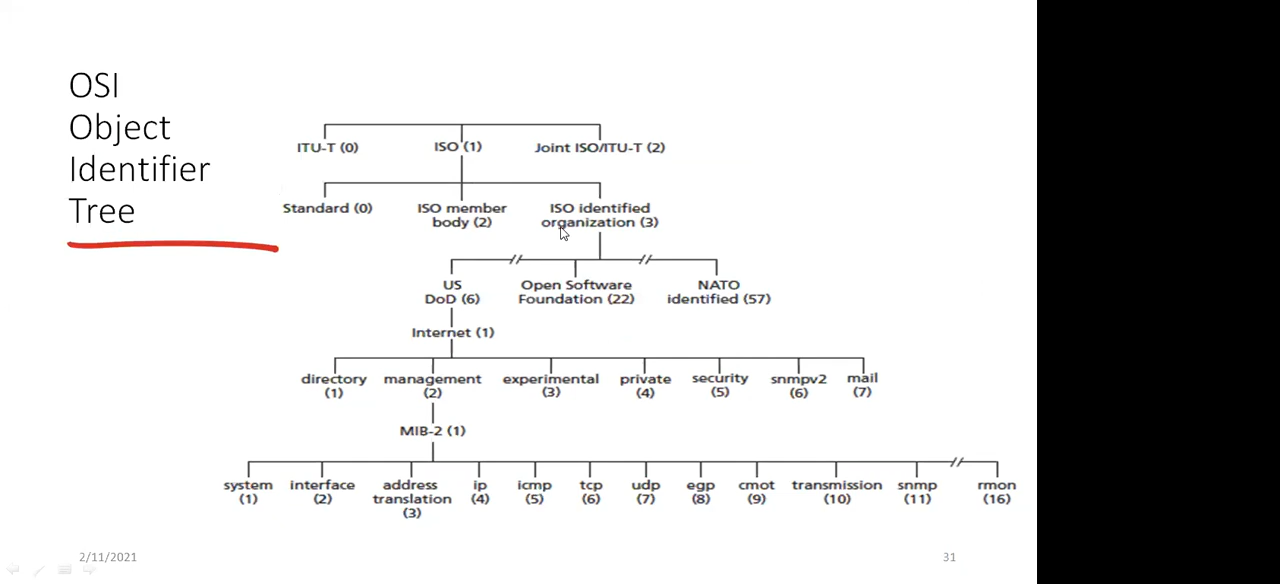 OSI
Object
Identifier
Tree
ITU-T (0) ISO (1) Joint ISO/ITU-T (2)
Standard (0) ISO member ISO identified
body (2) organization (3)
US Open Software NATO
DoD (6) Foundation (22) identified (57)
Internet (1)
directory management experimental private security snmpv2 mail
(1) (2) (3) (4) (5) (6) (7)
MIB-2 (1)
system interface address ip icmp tcp udp egp cmot transmission snmp rmon
(1) (2) translation (4) (5) (6) (7) (8) (9) (10) (11) (16)
(3)
2/11/2021 31